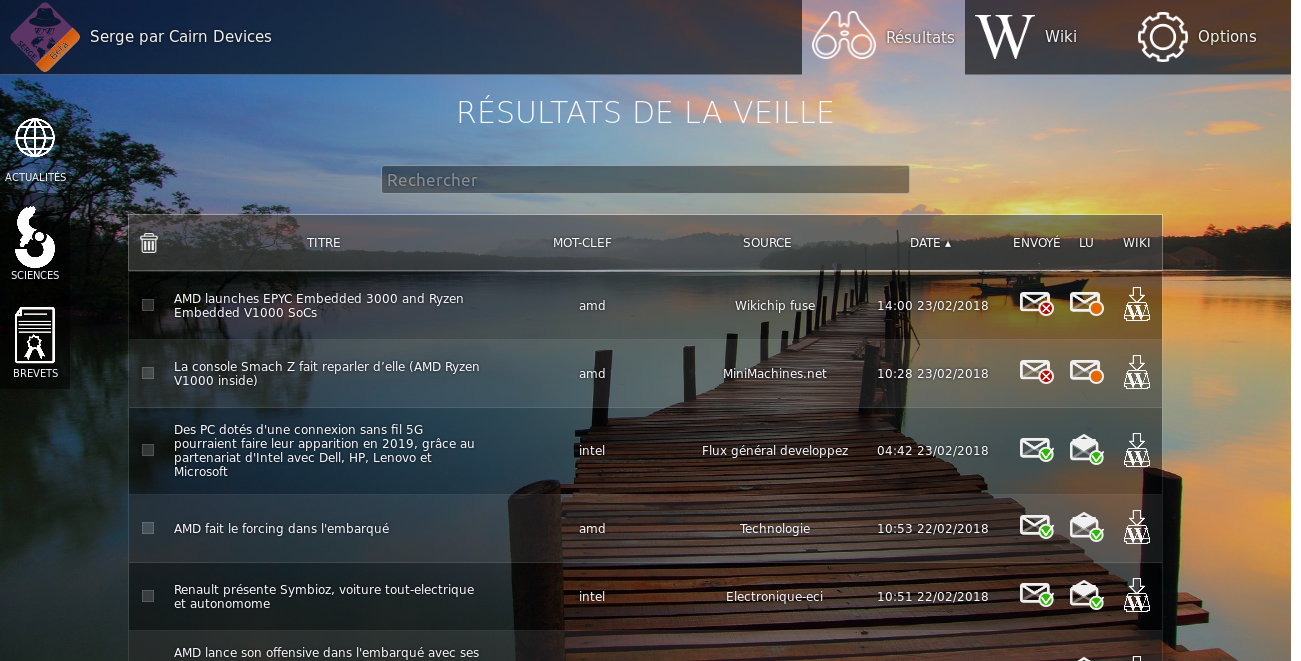 Serge par Cairn Devices
Résultats
Wiki
Options
SERGE
Beta
RÉSULTATS DE LA VEILLE
ACTUALITÉS
SCIENCES
BREVETS
Rechercher
TITRE
MOT-CLEF
SOURCE
DATE ▴
ENVOYÉ
LU
WIKI
AMD launches EPYC Embedded 3000 and Ryzen
Embedded V1000 SoCs
amd
Wikichip fuse
14:00 23/02/2018
La console Smach Z fait reparler d’elle (AMD Ryzen
V1000 inside)
amd
MiniMachines.net
10:28 23/02/2018
Des PC dotés d'une connexion sans fil 5G
pourraient faire leur apparition en 2019, grâce au
partenariat d'Intel avec Dell, HP, Lenovo et
Microsoft
intel
Flux général developpez
04:42 23/02/2018
AMD fait le forcing dans l'embarqué
amd
Technologie
10:53 22/02/2018
Renault présente Symbioz, voiture tout-electrique
et autonomome
intel
Electronique-eci
10:51 22/02/2018
AMD lance son offensive dans l'embarqué avec ses